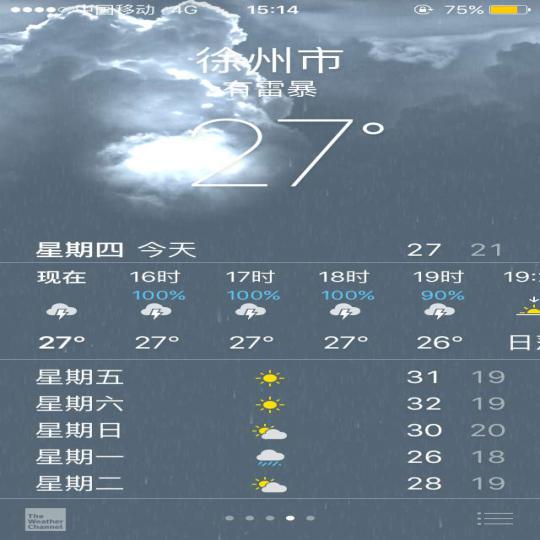 中国移动 4G 15:14 75%
徐州市
有雷暴
27°
星期四 今天 27 21
现在 16时 17时 18时 19时 19:
100% 100% 100% 90%
27° 27° 27° 27° 26° 日
星期五 31 19
星期六 32 19
星期日 30 20
星期一 26 18
星期二 28 19
The
Weather
Channel